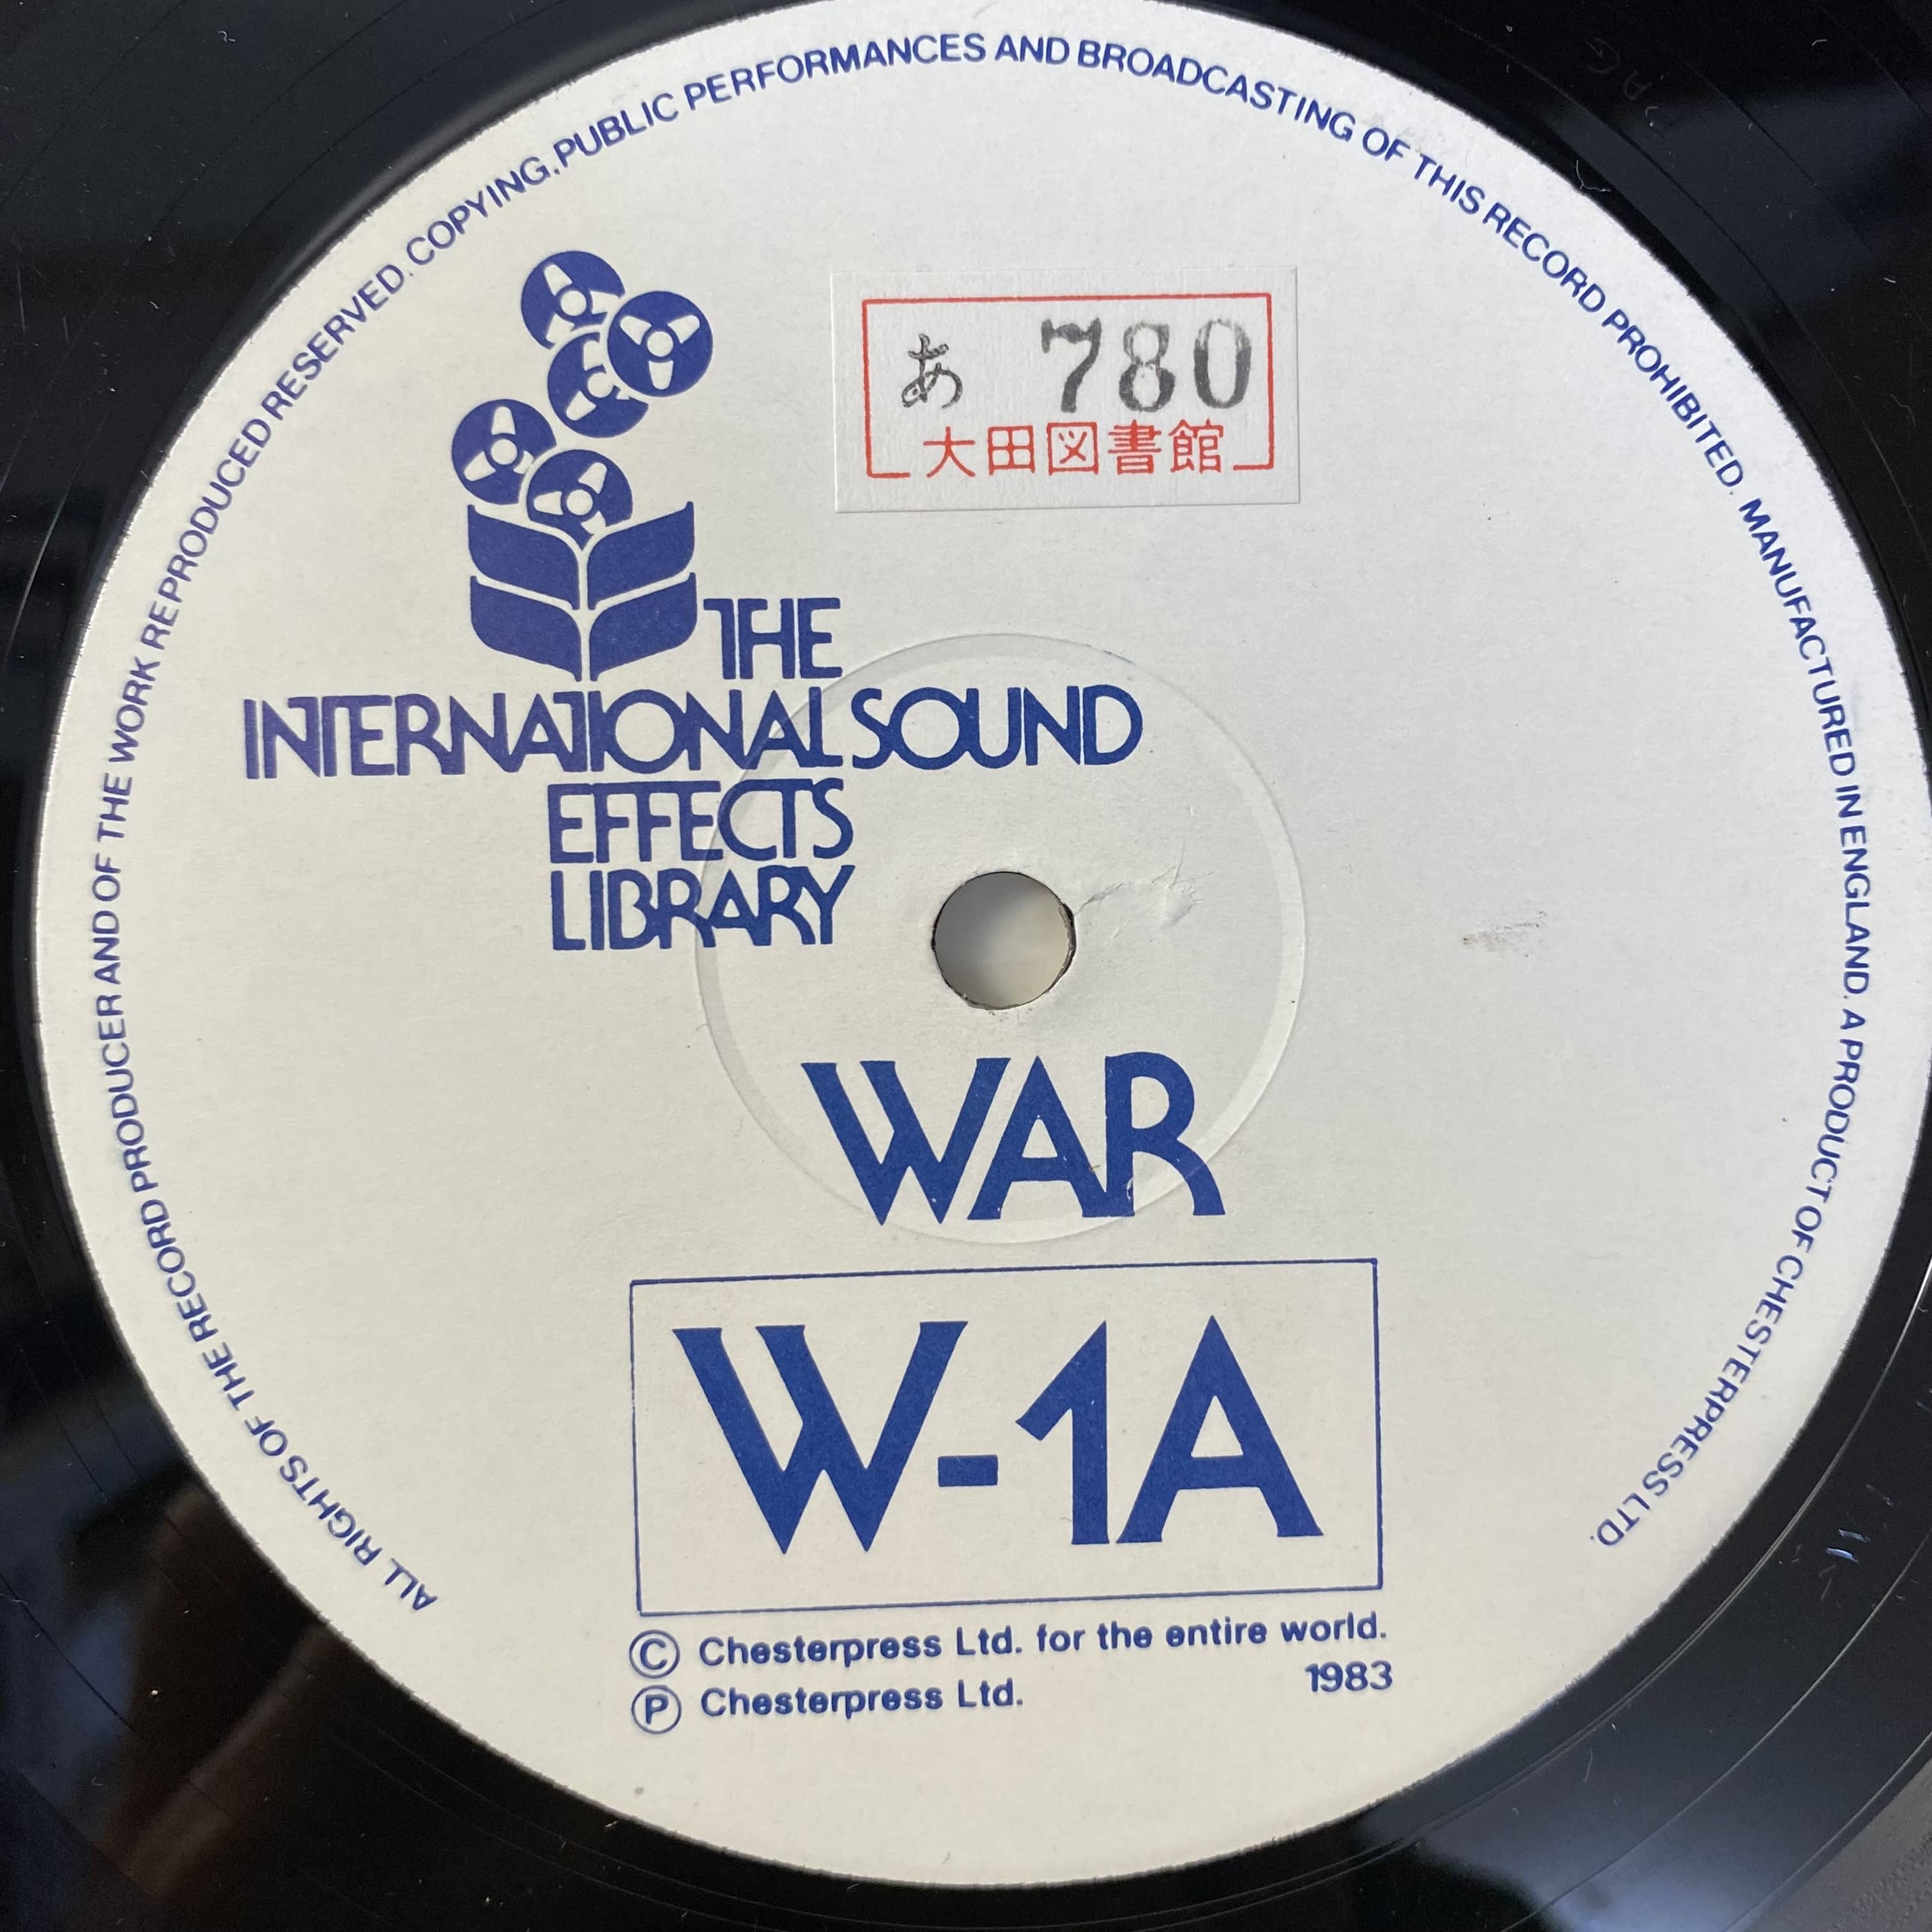 ALL RIGHTS OF THE RECORD PRODUCER AND OF THE WORK REPRODUCED RESERVED. COPYING, PUBLIC PERFORMANCES AND BROADCASTING OF THIS RECORD PROHIBITED. MANUFACTURED IN ENGLAND. A PRODUCT OF CHESTERPRESS LTD.
あ 780
大田図書館
THE
INTERNATIONAL SOUND
EFFECTS
LIBRARY
WAR
W-1A
© Chesterpress Ltd. for the entire world.
1983
Ⓟ Chesterpress Ltd.